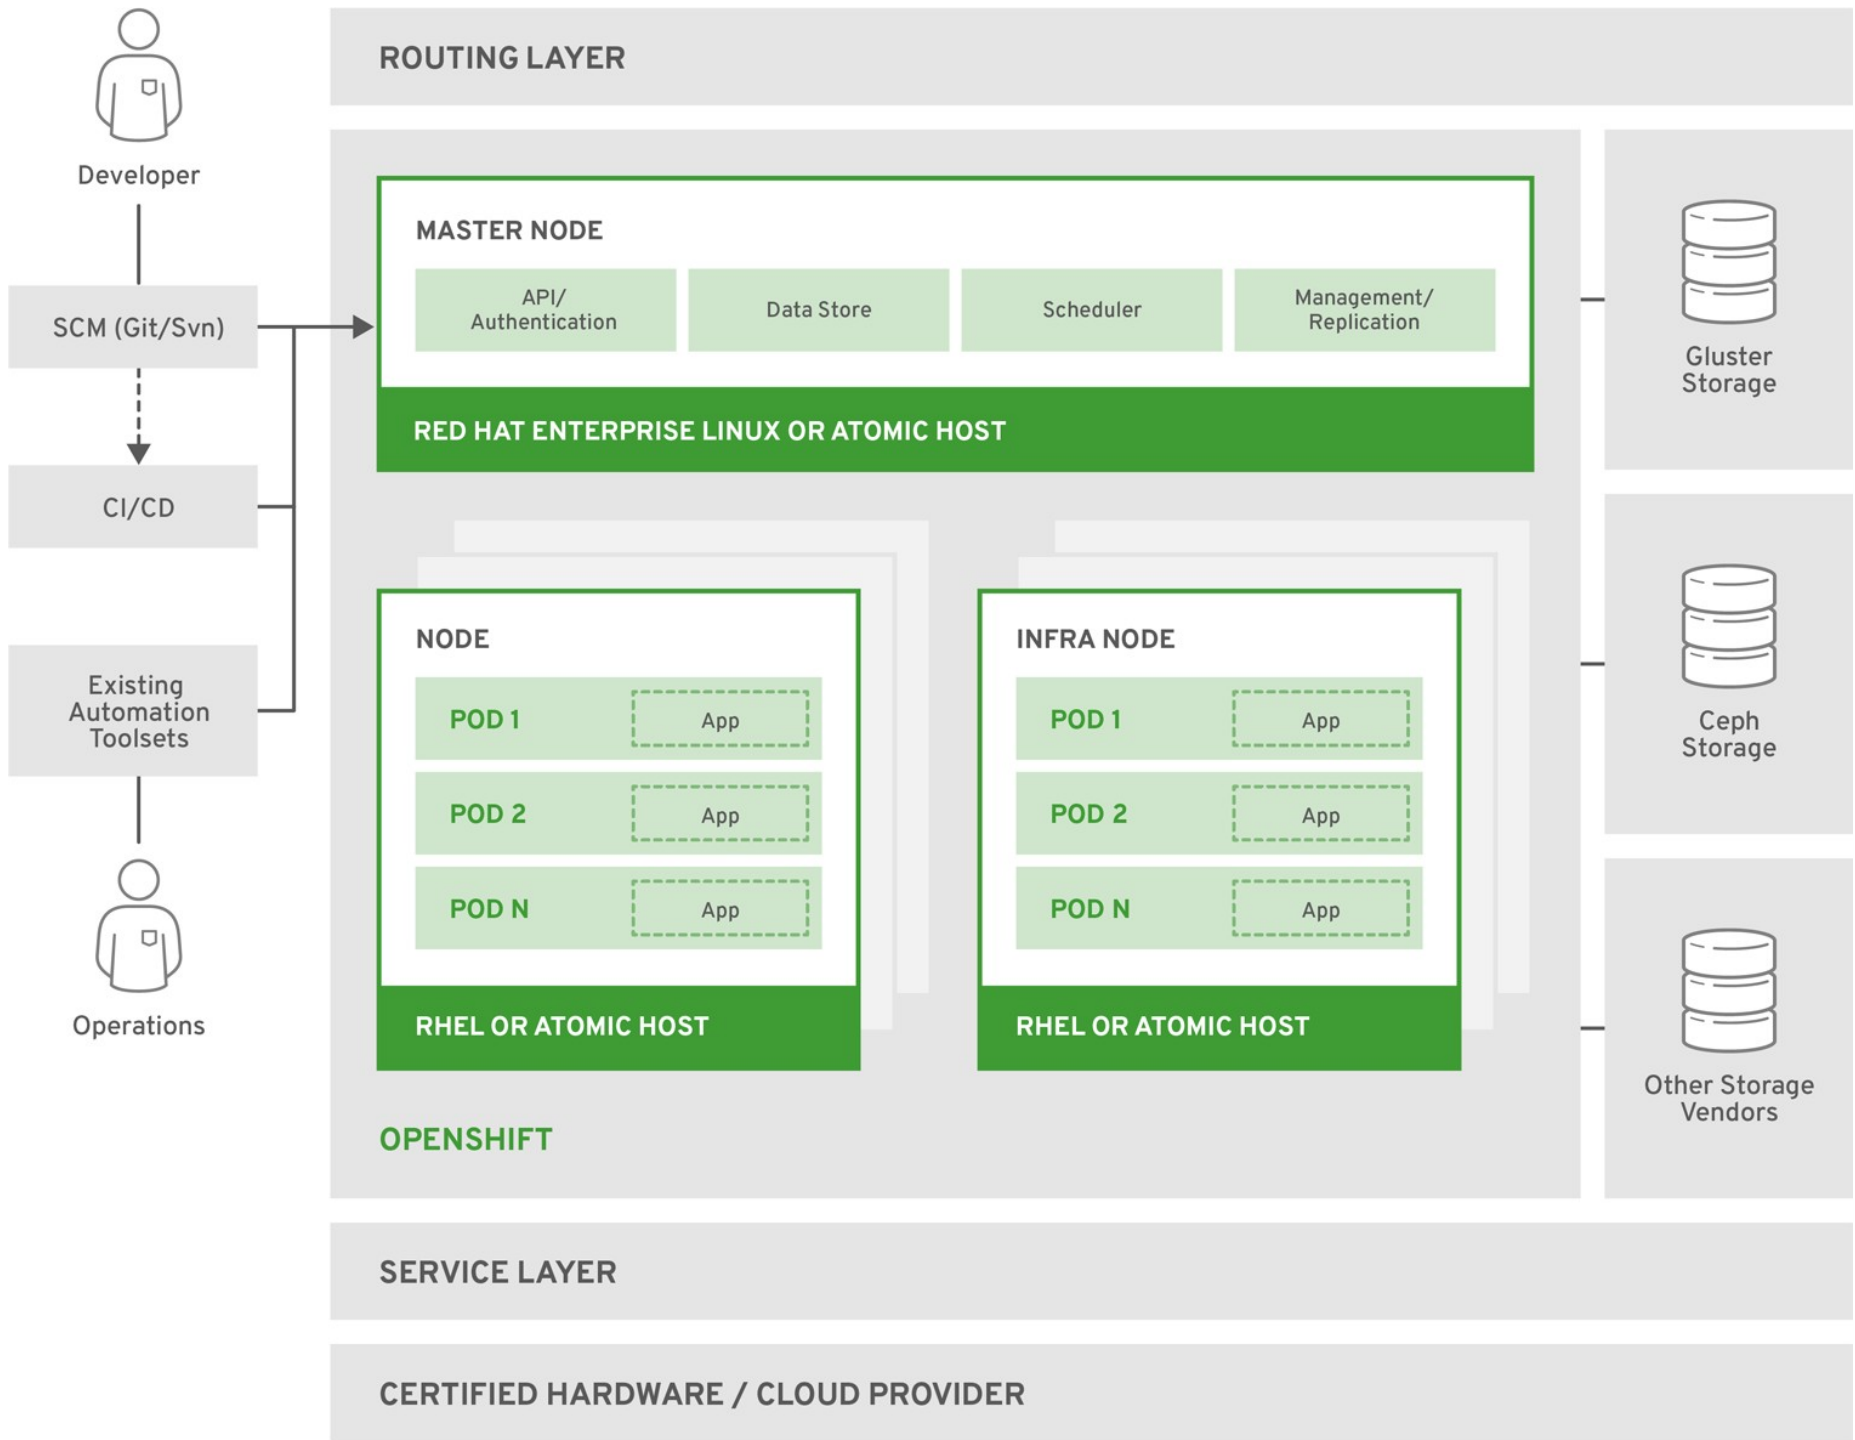 Developer
SCM (Git/Svn)
CI/CD
Existing
Automation
Toolsets
Operations
ROUTING LAYER
MASTER NODE
API/
Authentication
Data Store
Scheduler
Management/
Replication
RED HAT ENTERPRISE LINUX OR ATOMIC HOST
NODE
POD 1
App
POD 2
App
POD N
App
RHEL OR ATOMIC HOST
INFRA NODE
POD 1
App
POD 2
App
POD N
App
RHEL OR ATOMIC HOST
OPENSHIFT
Gluster
Storage
Ceph
Storage
Other Storage
Vendors
SERVICE LAYER
CERTIFIED HARDWARE / CLOUD PROVIDER